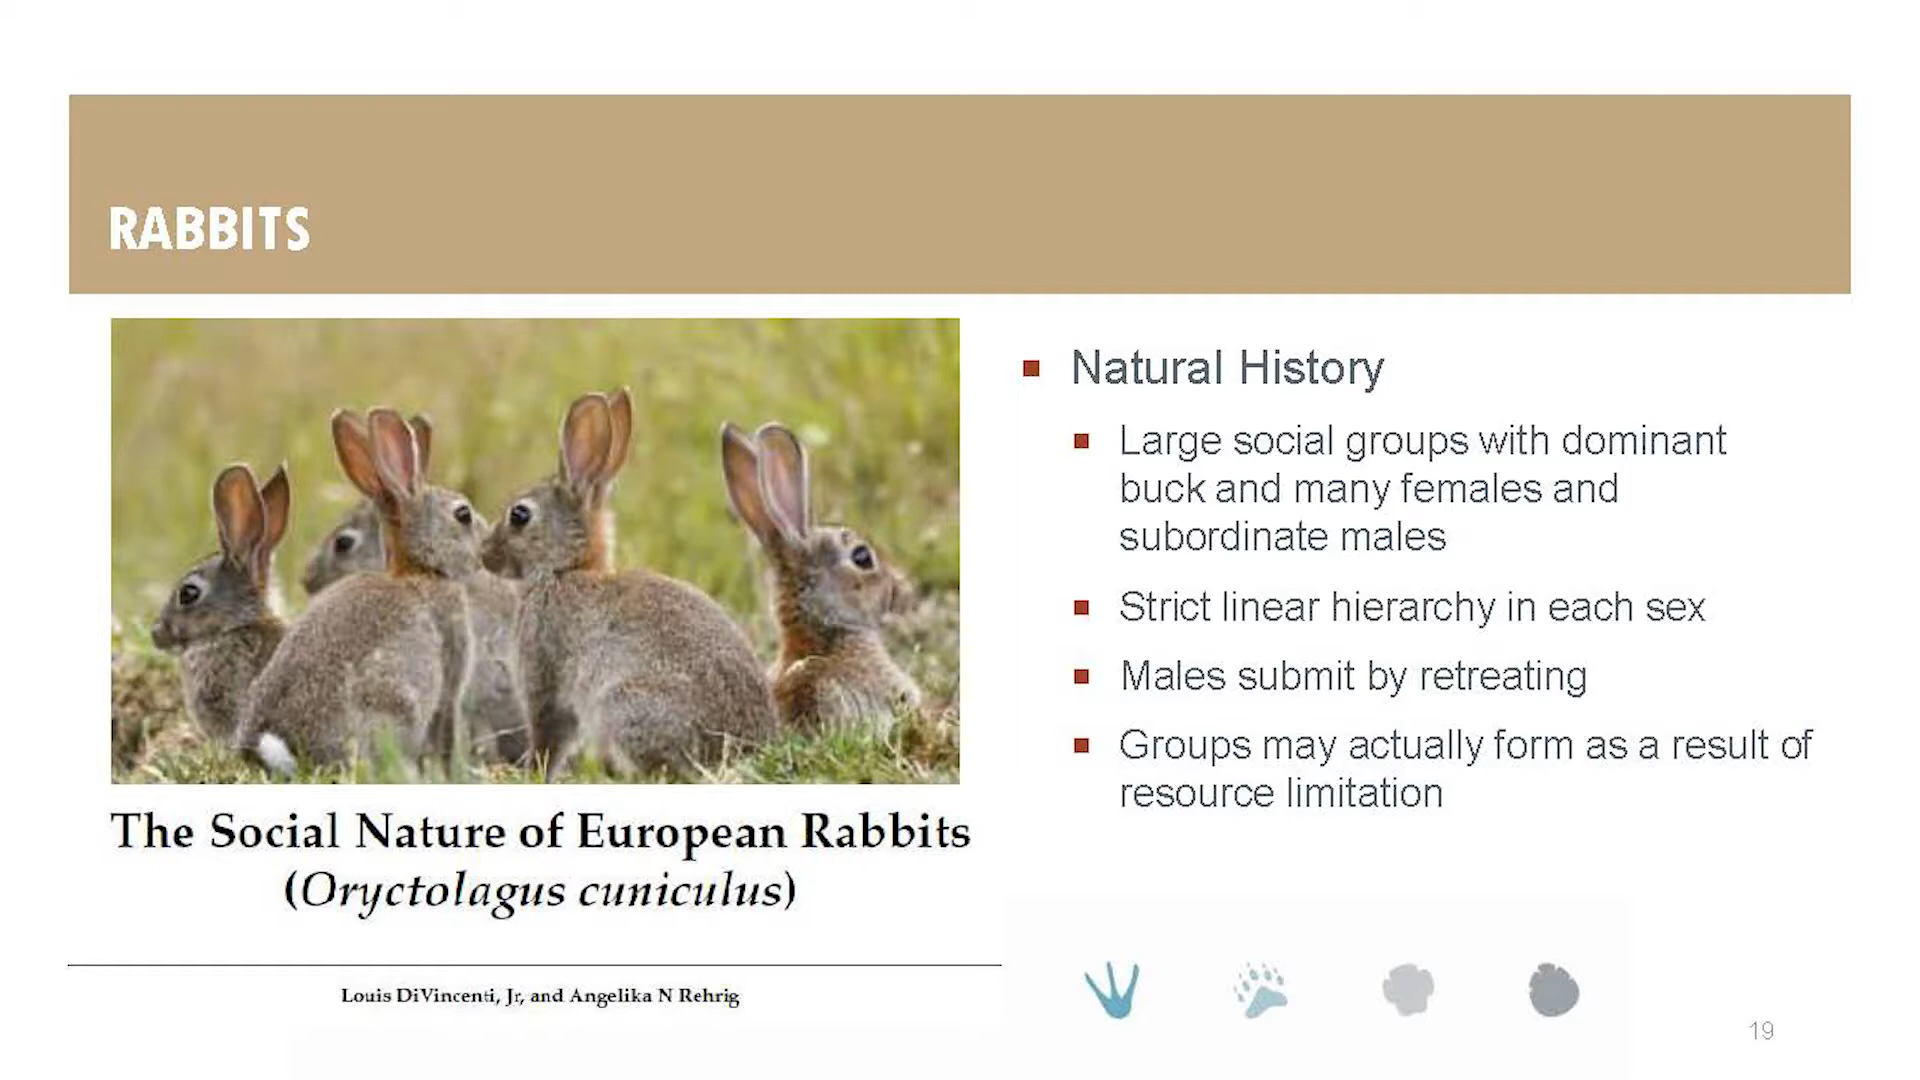 RABBITS
The Social Nature of European Rabbits
(Oryctolagus cuniculus)
Louis DiVincenti, Jr, and Angelika N Rehrig
Natural History
Large social groups with dominant
buck and many females and
subordinate males
Strict linear hierarchy in each sex
Males submit by retreating
Groups may actually form as a result of
resource limitation
19